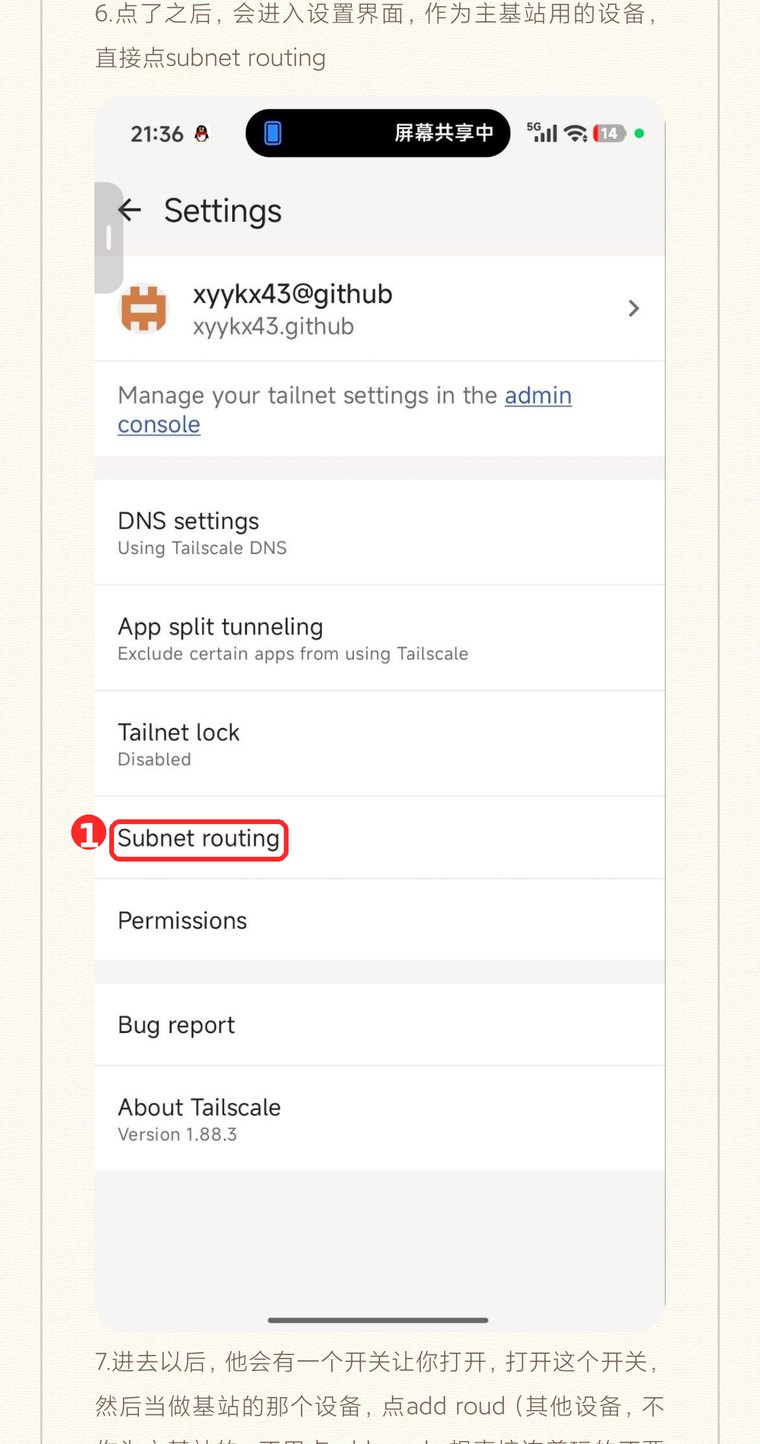 6.点了之后，会进入设置界面，作为主基站用的设备，
直接点subnet routing
21:36
屏幕共享中
5G
14
Settings
xyykx43@github
xyykx43.github
Manage your tailnet settings in the admin
console
DNS settings
Using Tailscale DNS
App split tunneling
Exclude certain apps from using Tailscale
Tailnet lock
Disabled
1
Subnet routing
Permissions
Bug report
About Tailscale
Version 1.88.3
7.进去以后，他会有一个开关让你打开，打开这个开关，
然后当做基站的那个设备，点add roud（其他设备，不